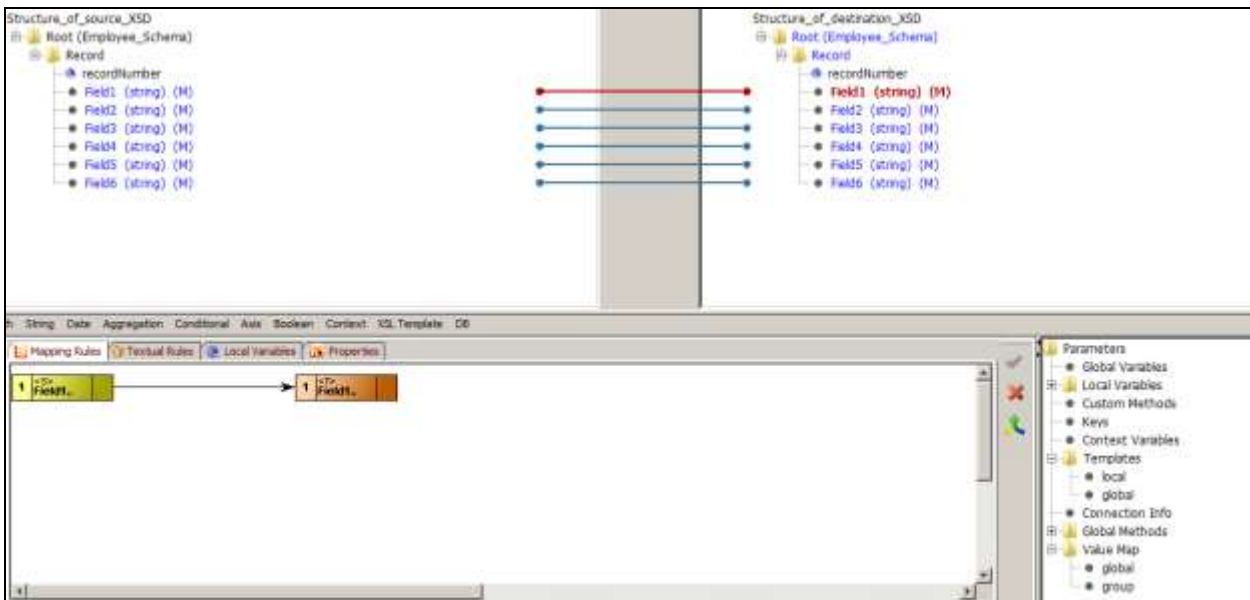 Structure_of_source_XSD
Root (Employee_Schema)
Record
recordNumber
Field1 (string) (M)
Field2 (string) (M)
Field3 (string) (M)
Field4 (string) (M)
Field5 (string) (M)
Field6 (string) (M)
Structure_of_destination_XSD
Root (Employee_Schema)
Record
recordNumber
Field1 (string) (M)
Field2 (string) (M)
Field3 (string) (M)
Field4 (string) (M)
Field5 (string) (M)
Field6 (string) (M)
String Date Aggregation Conditional Axis Boolean Context XSL Template DB
Mapping Rules Textual Rules Local Variables Properties
1 <S> Field1..
1 <T> Field1..
Parameters
Global Variables
Local Variables
Custom Methods
Keys
Context Variables
Templates
local
global
Connection Info
Global Methods
Value Map
global
group